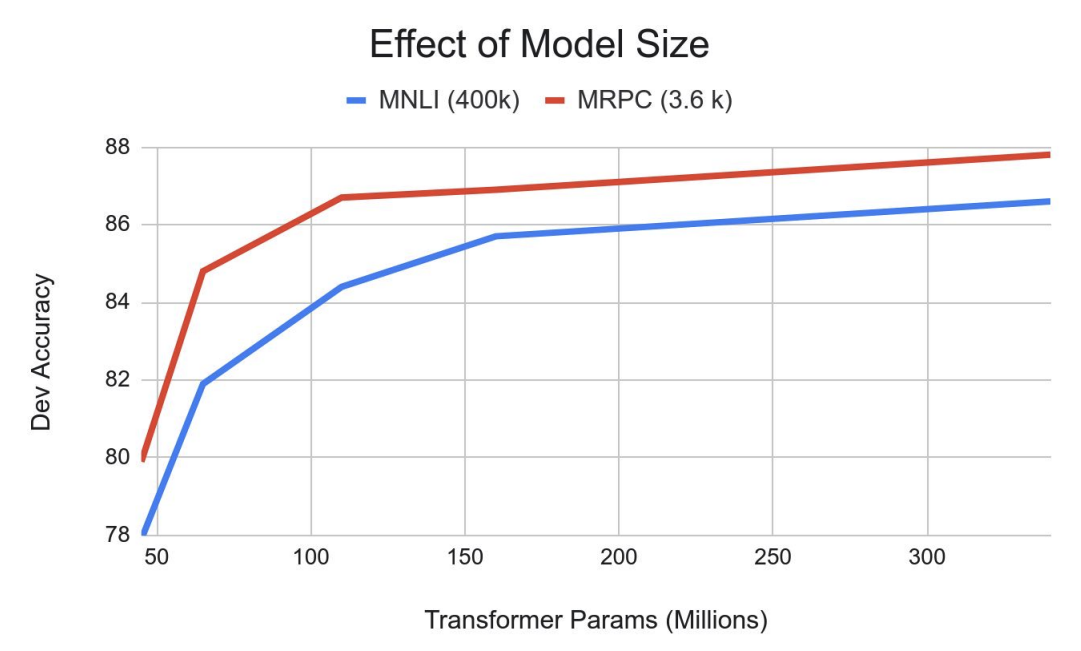 Effect of Model Size
MNLI (400k) MRPC (3.6 k)
88
86
84
82
80
78
Dev Accuracy
50 100 150 200 250 300
Transformer Params (Millions)